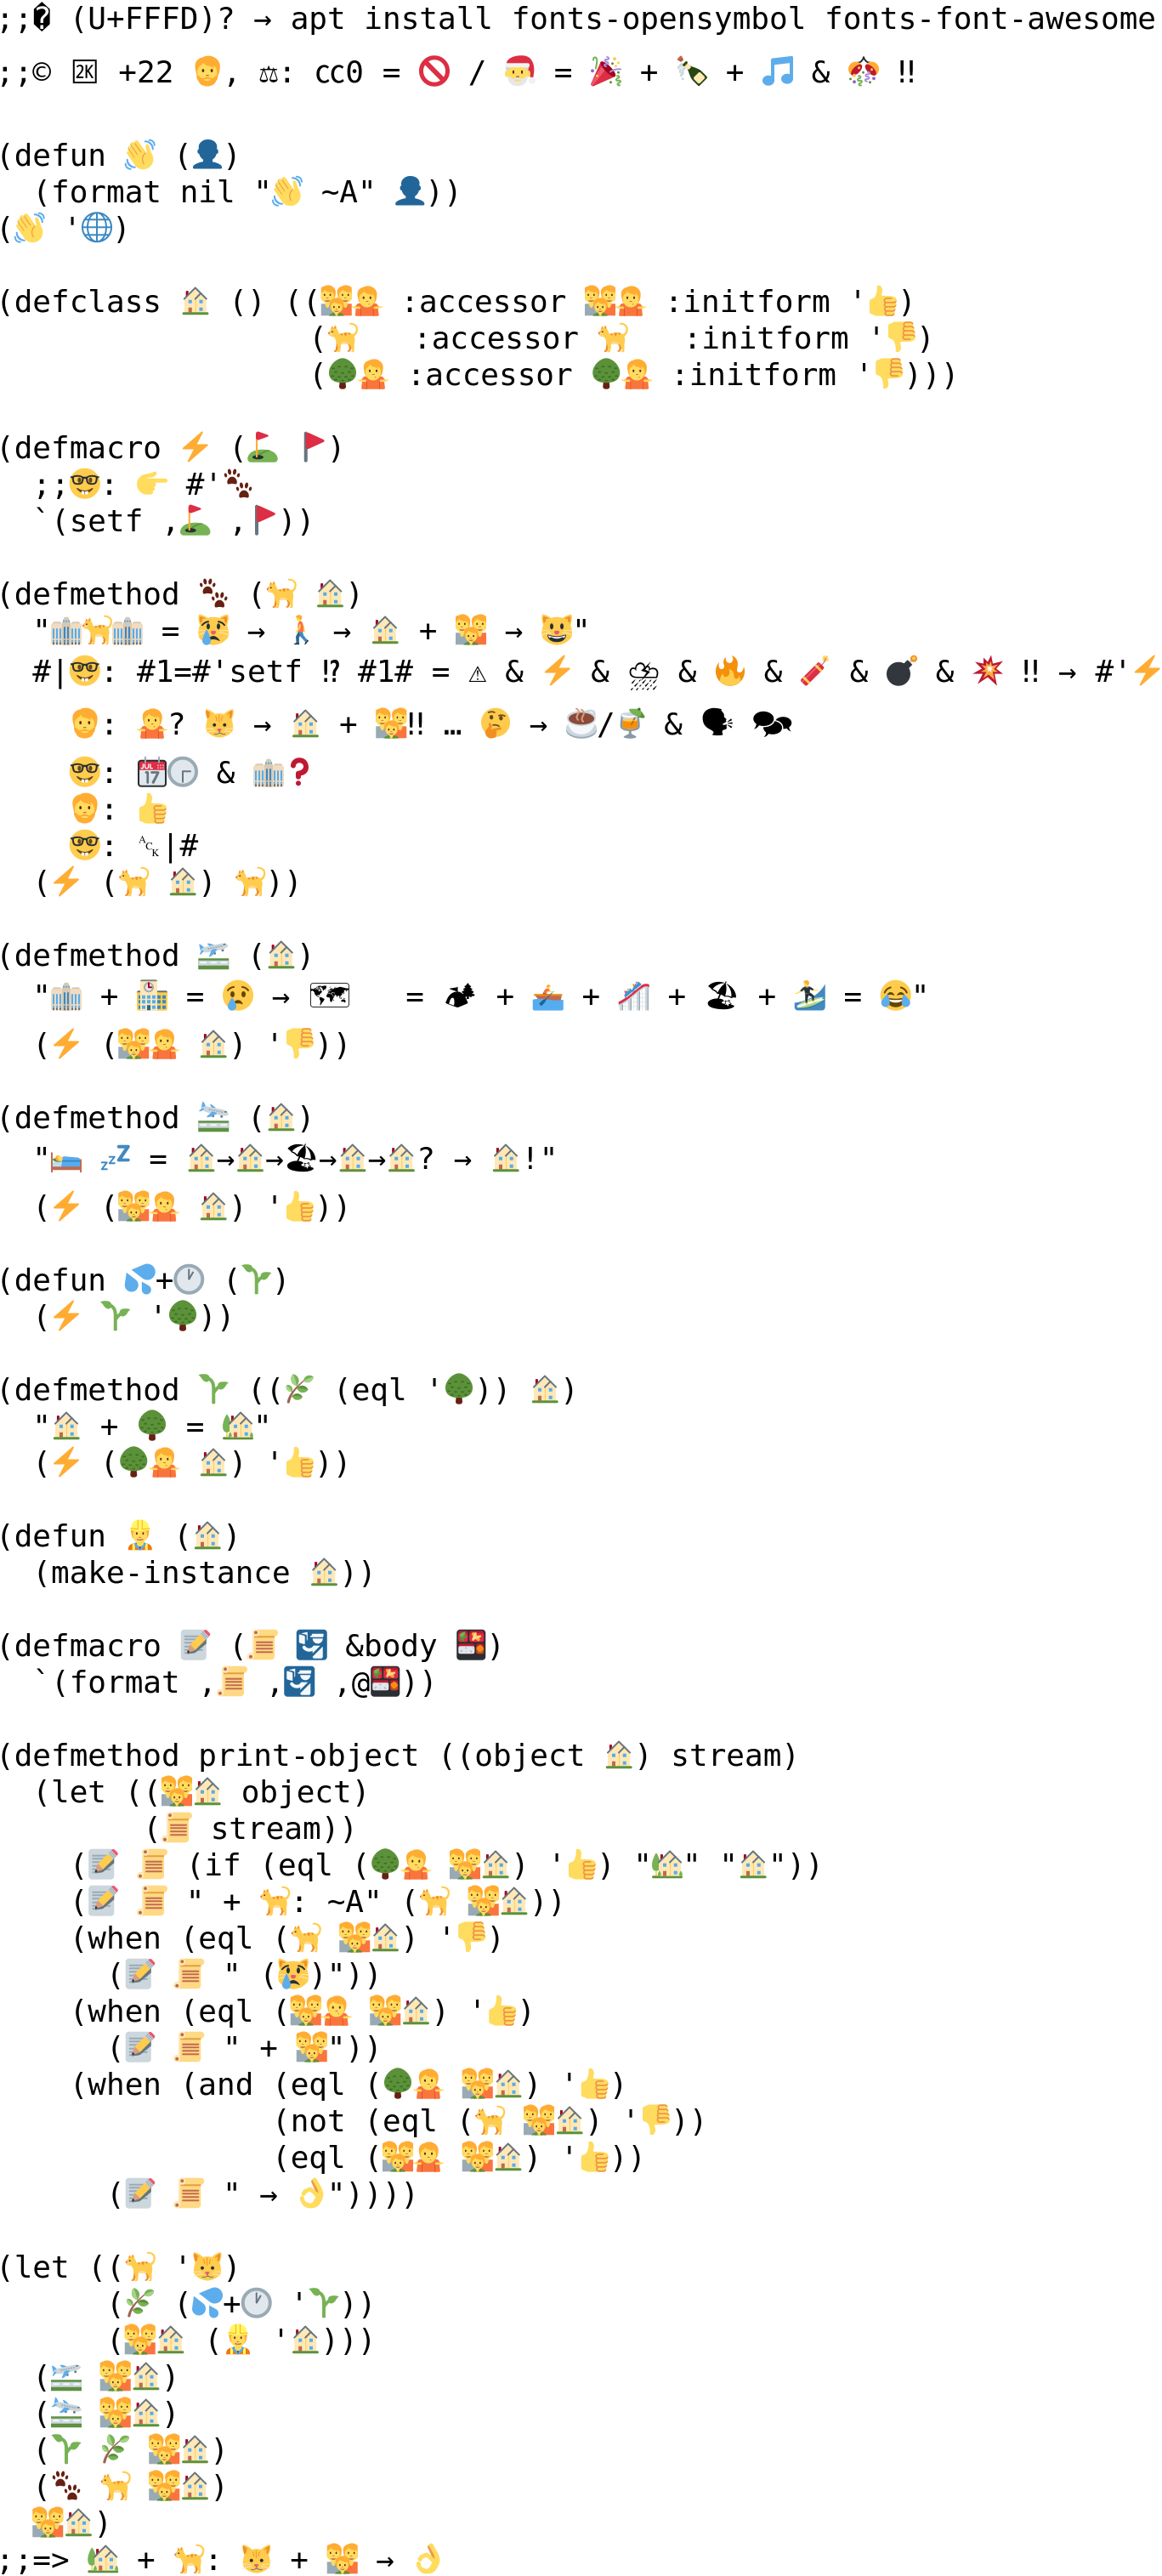 ;;� (U+FFFD)? → apt install fonts-opensymbol fonts-font-awesome
;;© 🆍 +22 🧔, ⚖: cc0 = 🚫 / 🎅 = 🎉 + 🍾 + 🎵 & 🎊 ‼
(defun 👋 (👤)
  (format nil "👋 ~A" 👤))
(👋 '🌐)
(defclass 🏠 () ((👪🤷 :accessor 👪🤷 :initform '👍)
                 (🐈   :accessor 🐈   :initform '👎)
                 (🌳🤷 :accessor 🌳🤷 :initform '👎)))
(defmacro ⚡ (⛳ 🚩)
  ;;🤓: 👉 #'🐾
  `(setf ,⛳ ,🚩))
(defmethod 🐾 (🐈 🏠)
  "🏢🐈🏢 = 😿 → 🚶 → 🏠 + 👪 → 😺"
  #|🤓: #1=#'setf ⁉ #1# = ⚠ & ⚡ & ⛈ & 🔥 & 🧨 & 💣 & 💥 ‼ → #'⚡
    🧔: 🤷? 🐱 → 🏠 + 👪‼ … 🤔 → ☕/🍹 & 🗣 🗪
    🤓: 📅🕒 & 🏢❓
    🧔: 👍
    🤓: ␆|#
  (⚡ (🐈 🏠) 🐈))
(defmethod 🛫 (🏠)
  "🏢 + 🏫 = 😢 → 🗺   = 🏕 + 🚣 + 🎢 + 🏖 + 🏄 = 😂"
  (⚡ (👪🤷 🏠) '👎))
(defmethod 🛬 (🏠)
  "🛌 💤 = 🏠→🏠→🏖→🏠→🏠? → 🏠!"
  (⚡ (👪🤷 🏠) '👍))
(defun 💦+🕐 (🌱)
  (⚡ 🌱 '🌳))
(defmethod 🌱 ((🌿 (eql '🌳)) 🏠)
  "🏠 + 🌳 = 🏡"
  (⚡ (🌳🤷 🏠) '👍))
(defun 👷 (🏠)
  (make-instance 🏠))
(defmacro 📝 (📜 🛂 &body 🍱)
  `(format ,📜 ,🛂 ,@🍱))
(defmethod print-object ((object 🏠) stream)
  (let ((👪🏠 object)
        (📜 stream))
    (📝 📜 (if (eql (🌳🤷 👪🏠) '👍) "🏡" "🏠"))
    (📝 📜 " + 🐈: ~A" (🐈 👪🏠))
    (when (eql (🐈 👪🏠) '👎)
      (📝 📜 " (😿)"))
    (when (eql (👪🤷 👪🏠) '👍)
      (📝 📜 " + 👪"))
    (when (and (eql (🌳🤷 👪🏠) '👍)
               (not (eql (🐈 👪🏠) '👎))
               (eql (👪🤷 👪🏠) '👍))
      (📝 📜 " → 👌"))))
(let ((🐈 '🐱)
      (🌿 (💦+🕐 '🌱))
      (👪🏠 (👷 '🏠)))
  (🛫 👪🏠)
  (🛬 👪🏠)
  (🌱 🌿 👪🏠)
  (🐾 🐈 👪🏠)
  👪🏠)
;;=> 🏡 + 🐈: 🐱 + 👪 → 👌